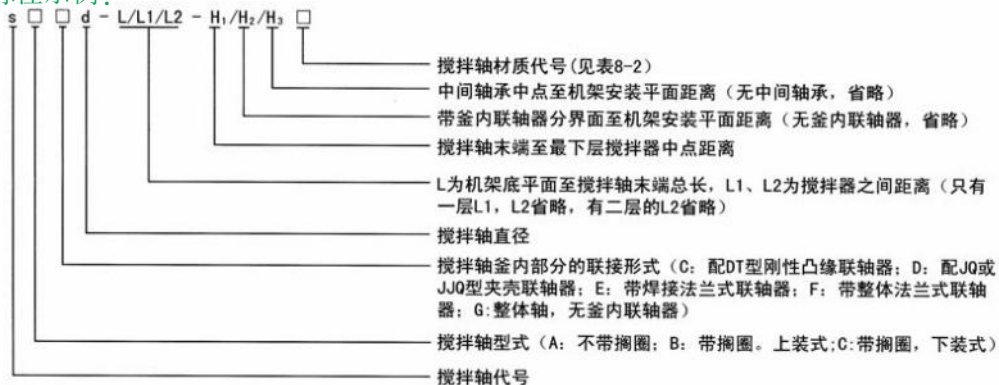 s □ □ d - L/L1/L2 - H₁/H₂/H₃ □
搅拌轴材质代号(见表8-2)
中间轴承中点至机架安装平面距离(无中间轴承,省略)
带釜内联轴器分界面至机架安装平面距离(无釜内联轴器,省略)
搅拌轴末端至最下层搅拌器中点距离
L为机架底平面至搅拌轴末端总长,L1、L2为搅拌器之间距离(只有
一层L1,L2省略,有二层的L2省略)
搅拌轴直径
搅拌轴釜内部分的联接形式(C: 配DT型刚性凸缘联轴器; D: 配JQ或
JJQ型夹壳联轴器; E: 带焊接法兰式联轴器; F: 带整体法兰式联轴
器; G:整体轴,无釜内联轴器)
搅拌轴型式(A: 不带搁圈; B: 带搁圈。上装式;C:带搁圈,下装式)
搅拌轴代号